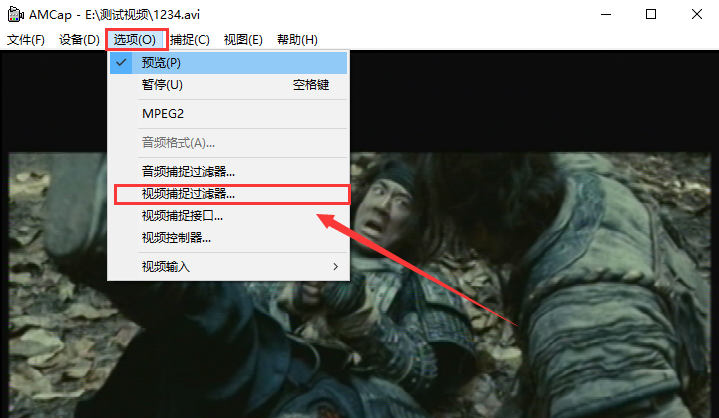 AMCap - E:\测试视频\1234.avi
文件(F) 设备(D) 选项(O) 捕捉(C) 视图(E) 帮助(H)
预览(P)
暂停(U) 空格键
MPEG2
音频格式(A)...
音频捕捉过滤器...
视频捕捉过滤器...
视频捕捉接口...
视频控制器...
视频输入